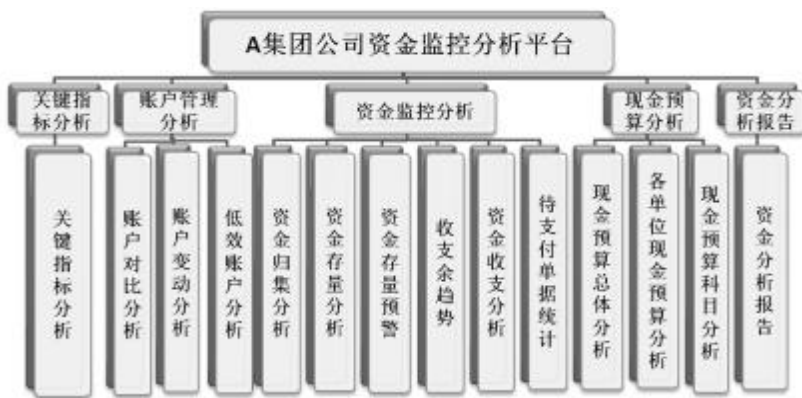 A集团公司资金监控分析平台
关键指
标分析
账户管理
分析
资金监控分析
现金预
算分析
资金分
析报告
关键指标分析
账户对比分析
账户变动分析
低效账户分析
资金归集分析
资金存量分析
资金存量预警
收支余趋势
资金收支分析
待支付单据统计
现金预算总体分析
各单位现金预算分析
现金预算科目分析
资金分析报告